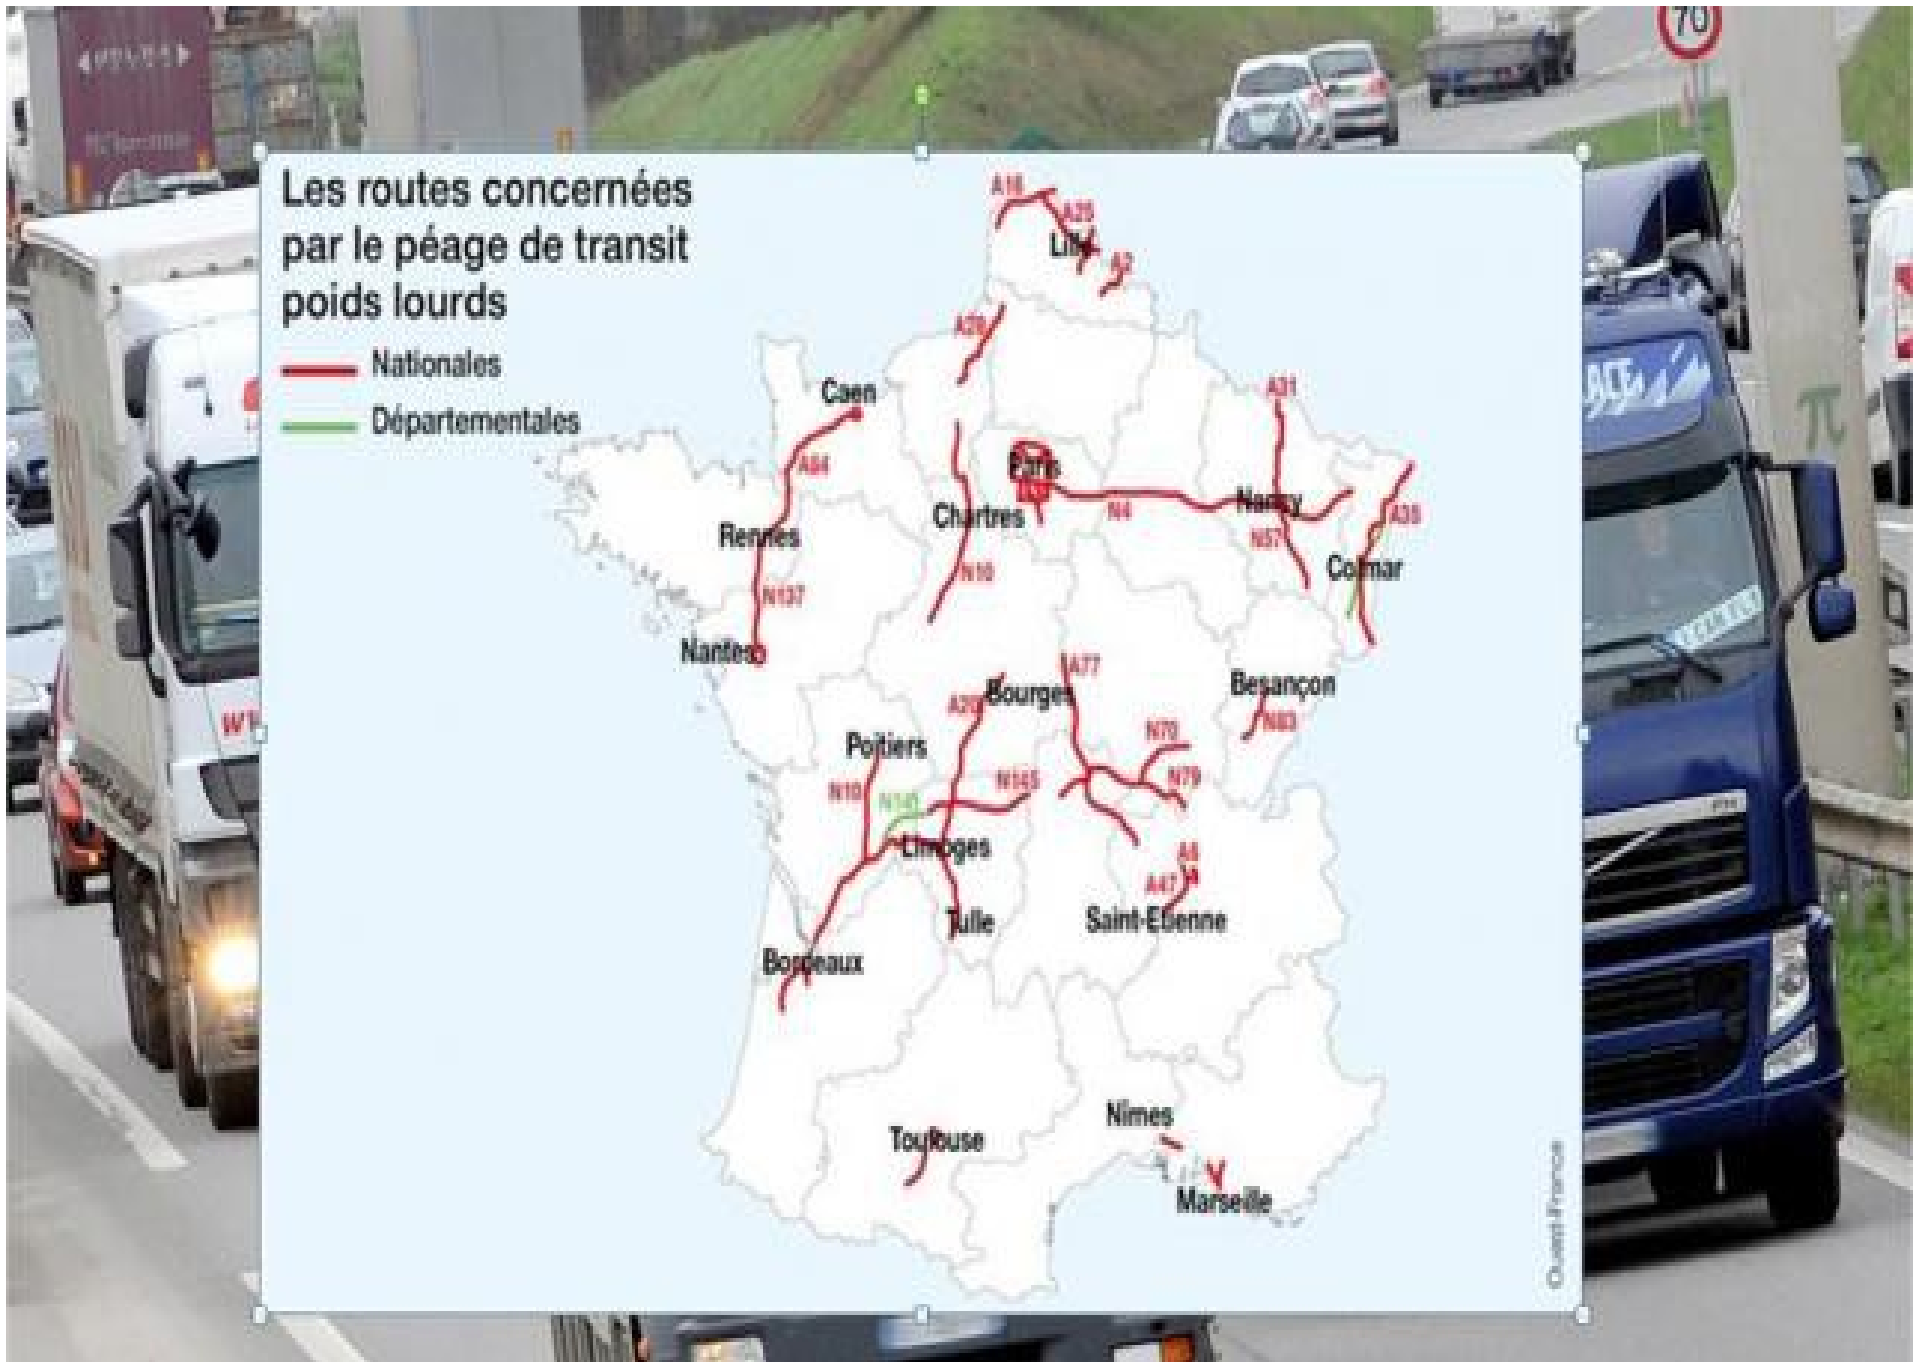 70
Les routes concernées
par le péage de transit
poids lourds
Nationales
Départementales
A16
A25
Lille
A2
A28
Caen
A31
A84
Paris
Nancy
Chartres
N4
A35
Rennes
N57
Colmar
N10
N137
Nantes
A77
Bourges
Besançon
A20
N83
Poitiers
N70
N145
N79
N10
N141
Limoges
A6
A47
Tulle
Saint-Etienne
Bordeaux
Nîmes
Toulouse
Marseille
Ouest-France
π